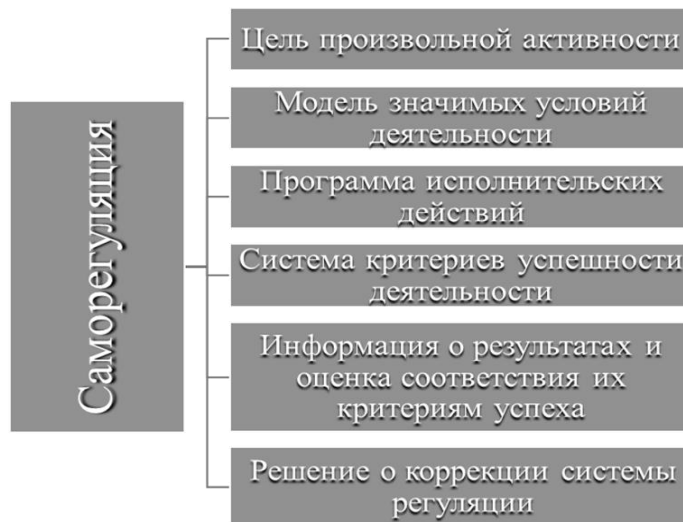 Саморегуляция
Цель произвольной активности
Модель значимых условий
деятельности
Программа исполнительских
действий
Система критериев успешности
деятельности
Информация о результатах и
оценка соответствия их
критериям успеха
Решение о коррекции системы
регуляции